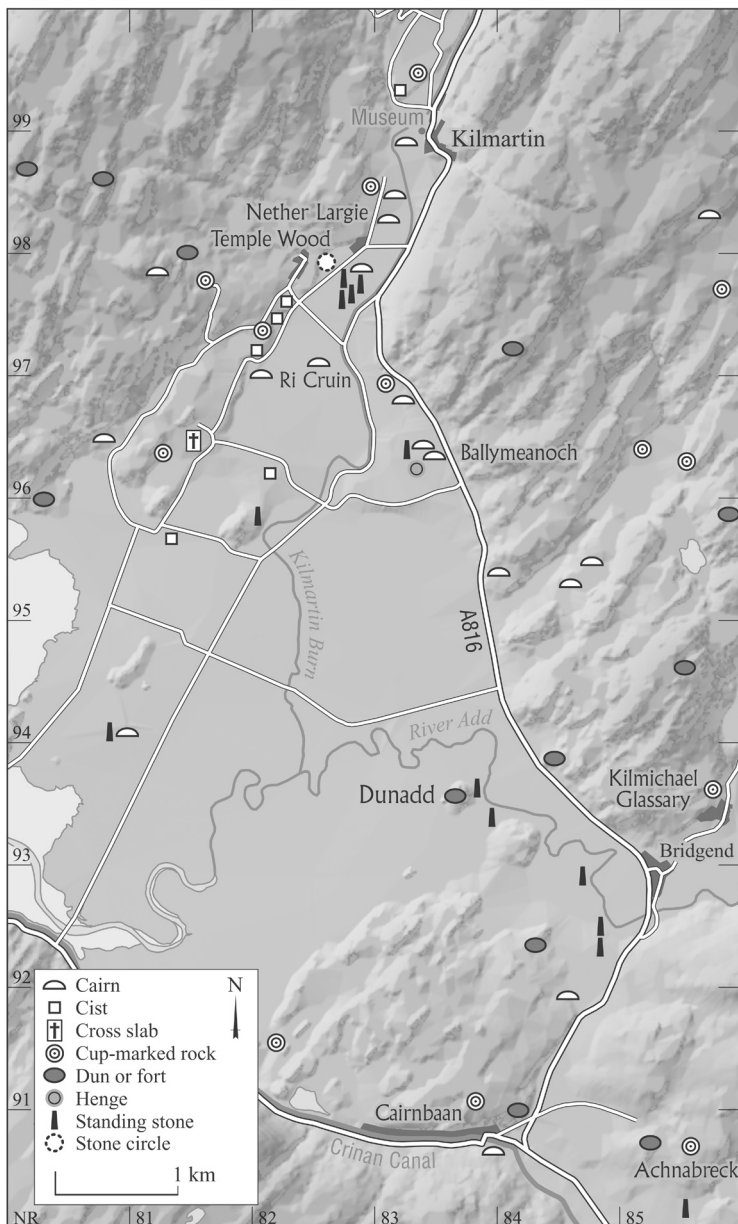 99
Museum
Kilmartin
Nether Largie
Temple Wood
98
97
Ri Cruin
Ballymeanoch
96
Kilmartin Burn
95
A816
94
River Add
Dunadd
Kilmichael
Glassary
93
Bridgend
92
Cairn
Cist
Cross slab
Cup-marked rock
Dun or fort
Henge
Standing stone
Stone circle
N
1 km
91
Cairnbaan
Crinan Canal
Achnabreck
NR
81
82
83
84
85